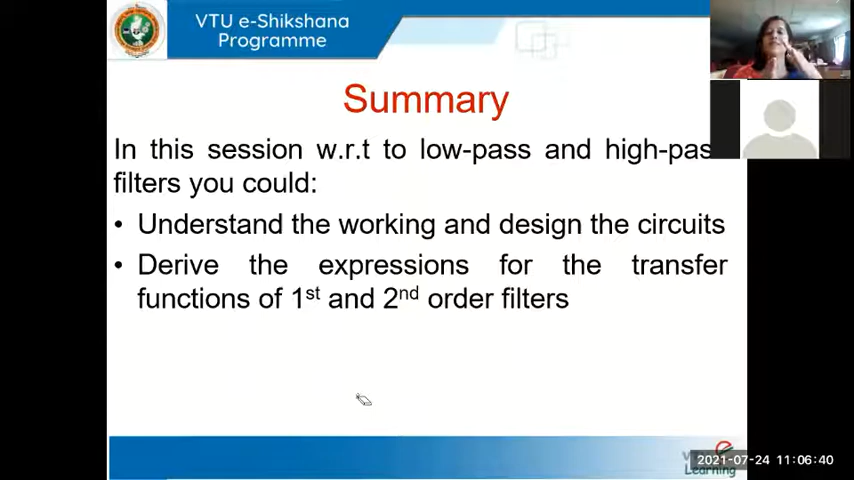 VTU e-Shikshana
Programme
Summary
In this session w.r.t to low-pass and high-pas
filters you could:
• Understand the working and design the circuits
• Derive the expressions for the transfer
functions of 1st and 2nd order filters
2021-07-24 11:06:40
Learning